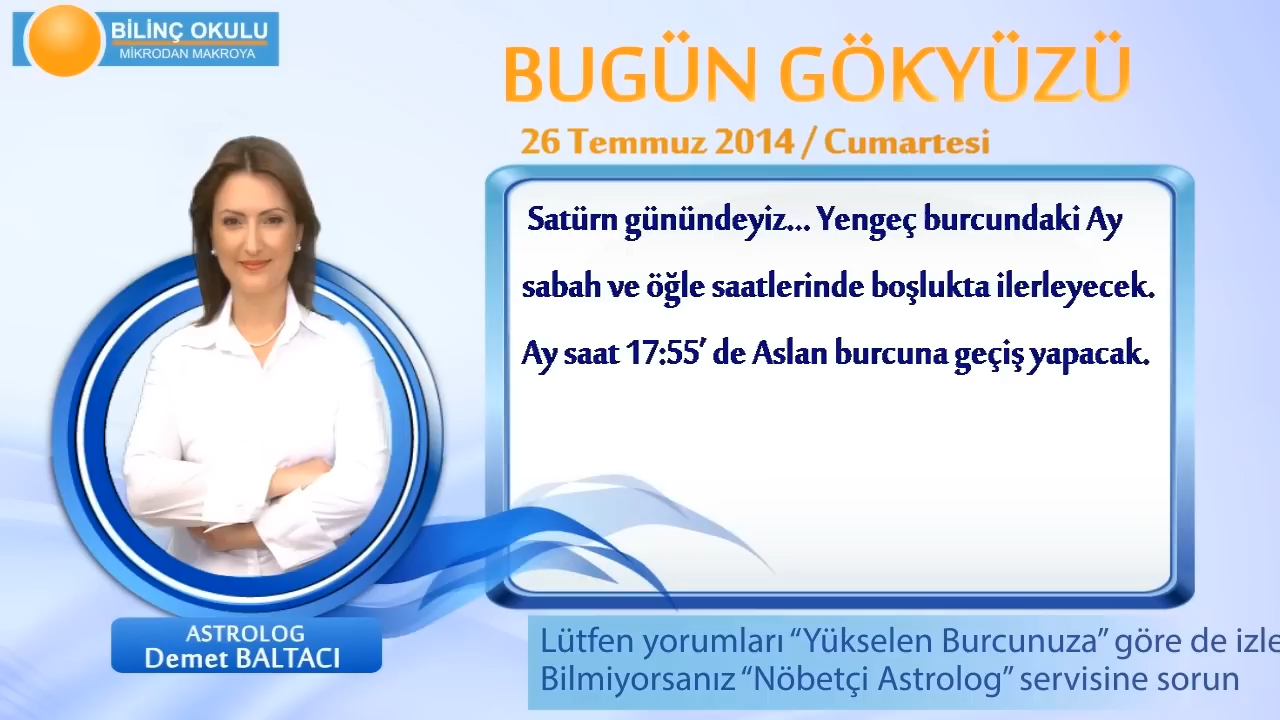 BİLİNÇ OKULU
MİKRODAN MAKROYA
BUGÜN GÖKYÜZÜ
26 Temmuz 2014 / Cumartesi
Satürn günündeyiz... Yengeç burcundaki Ay
sabah ve öğle saatlerinde boşlukta ilerleyecek.
Ay saat 17:55' de Aslan burcuna geçiş yapacak.
ASTROLOG
Demet BALTACI
Lütfen yorumları “Yükselen Burcunuza” göre de izle
Bilmiyorsanız “Nöbetçi Astrolog” servisine sorun